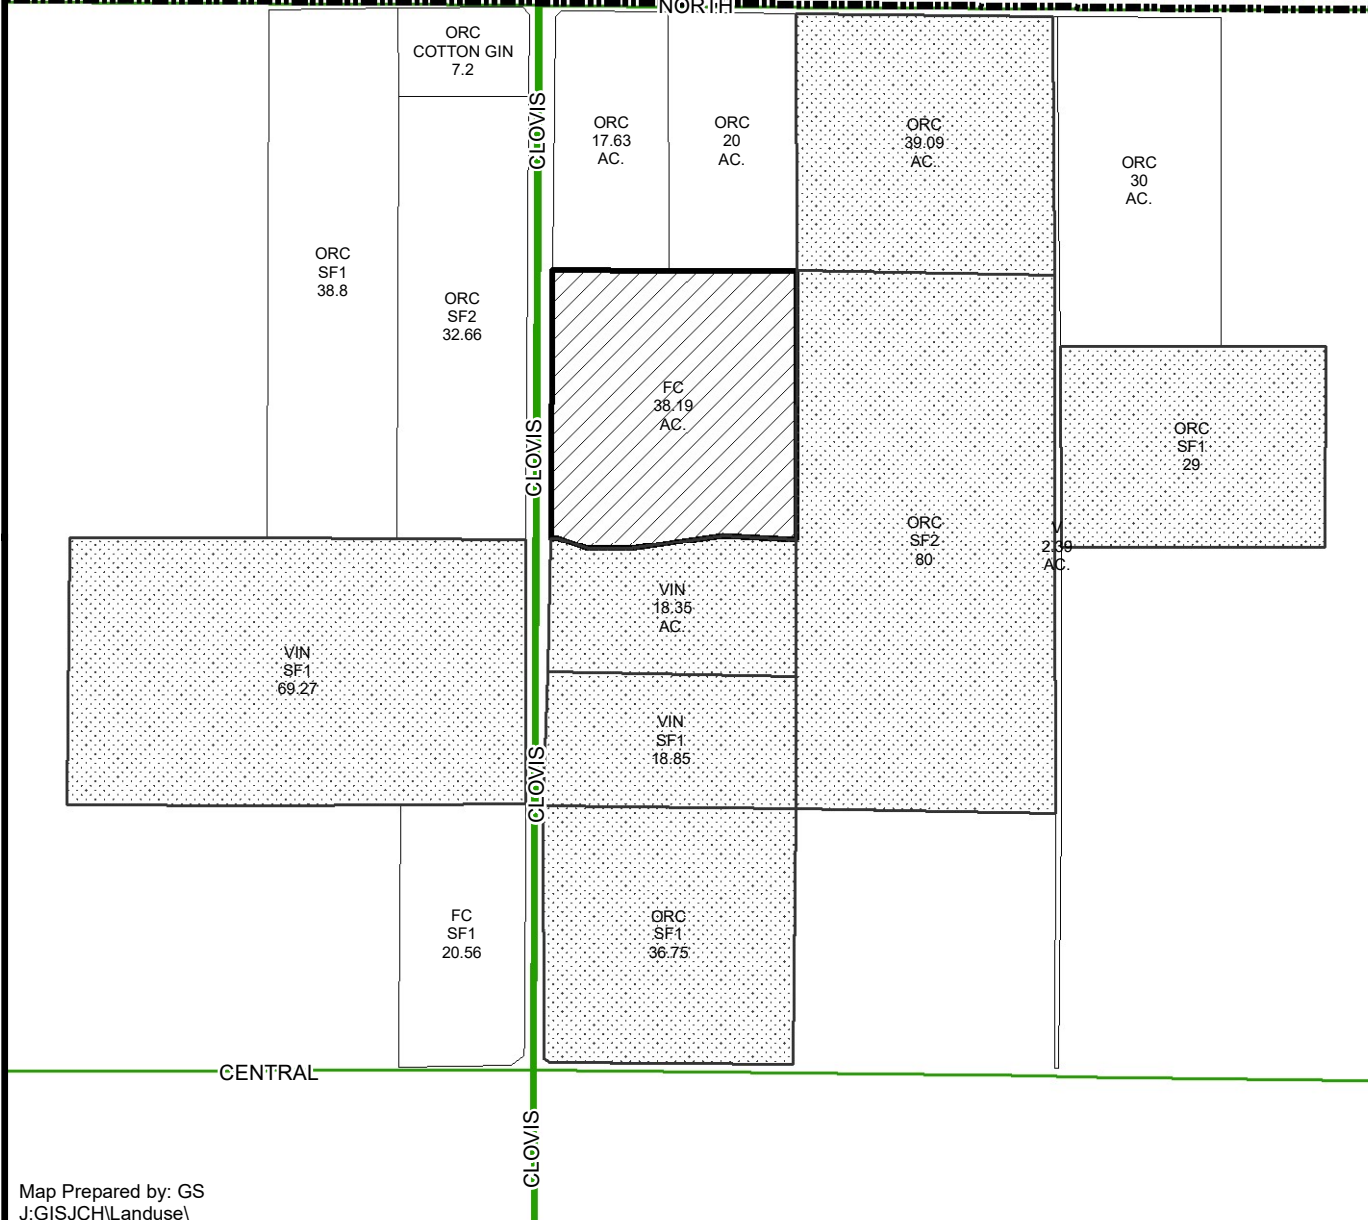 NORTH
ORC
COTTON GIN
7.2
CLOVIS
ORC
17.63
AC.
ORC
20
AC.
ORC
39.09
AC.
ORC
30
AC.
ORC
SF1
38.8
ORC
SF2
32.66
FC
38.19
AC.
CLOVIS
ORC
SF1
29
ORC
SF2
80
V
2.39
AC.
VIN
18.35
AC.
VIN
SF1
69.27
VIN
SF1
18.85
CLOVIS
FC
SF1
20.56
ORC
SF1
36.75
CENTRAL
CLOVIS
Map Prepared by: GS
J:GISJCH\Landuse\